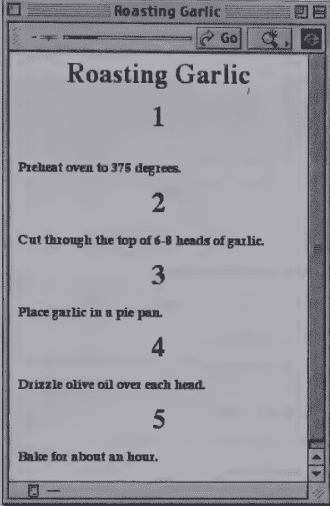 Roasting Garlic
Go
Roasting Garlic
1
Preheat oven to 375 degrees.
2
Cut through the top of 6-8 heads of garlic.
3
Place garlic in a pie pan.
4
Drizzle olive oil over each head.
5
Bake for about an hour.